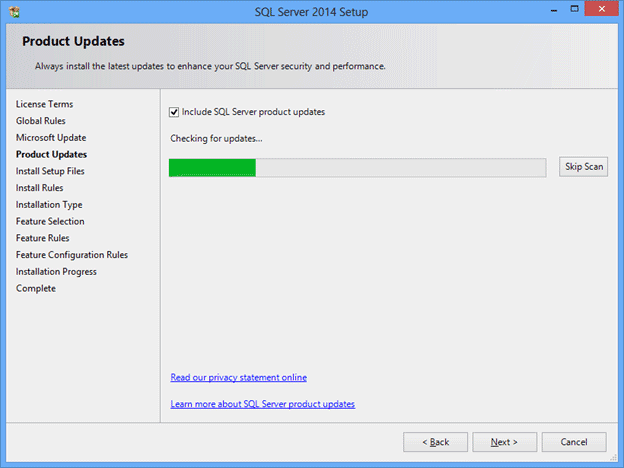 SQL Server 2014 Setup
Product Updates
Always install the latest updates to enhance your SQL Server security and performance.
License Terms
Global Rules
Microsoft Update
Product Updates
Install Setup Files
Install Rules
Installation Type
Feature Selection
Feature Rules
Feature Configuration Rules
Installation Progress
Complete
Include SQL Server product updates
Checking for updates...
Skip Scan
Read our privacy statement online
Learn more about SQL Server product updates
< Back
Next >
Cancel